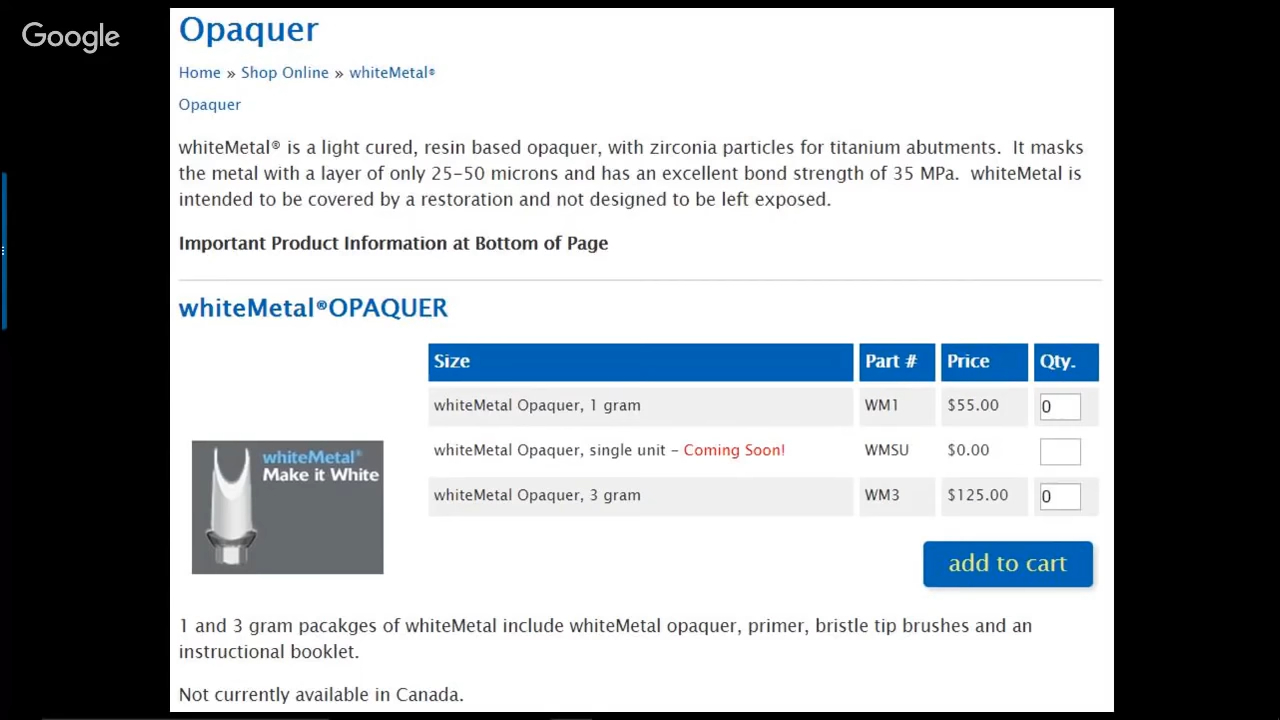 Google
Opaquer
Home » Shop Online » whiteMetal®
Opaquer
whiteMetal® is a light cured, resin based opaquer, with zirconia particles for titanium abutments. It masks
the metal with a layer of only 25-50 microns and has an excellent bond strength of 35 MPa. whiteMetal is
intended to be covered by a restoration and not designed to be left exposed.
Important Product Information at Bottom of Page
whiteMetal®OPAQUER
Size Part # Price Qty.
whiteMetal Opaquer, 1 gram WM1 $55.00 0
whiteMetal Opaquer, single unit - Coming Soon! WMSU $0.00
whiteMetal Opaquer, 3 gram WM3 $125.00 0
whiteMetal®
Make it White
add to cart
1 and 3 gram pacakges of whiteMetal include whiteMetal opaquer, primer, bristle tip brushes and an
instructional booklet.
Not currently available in Canada.